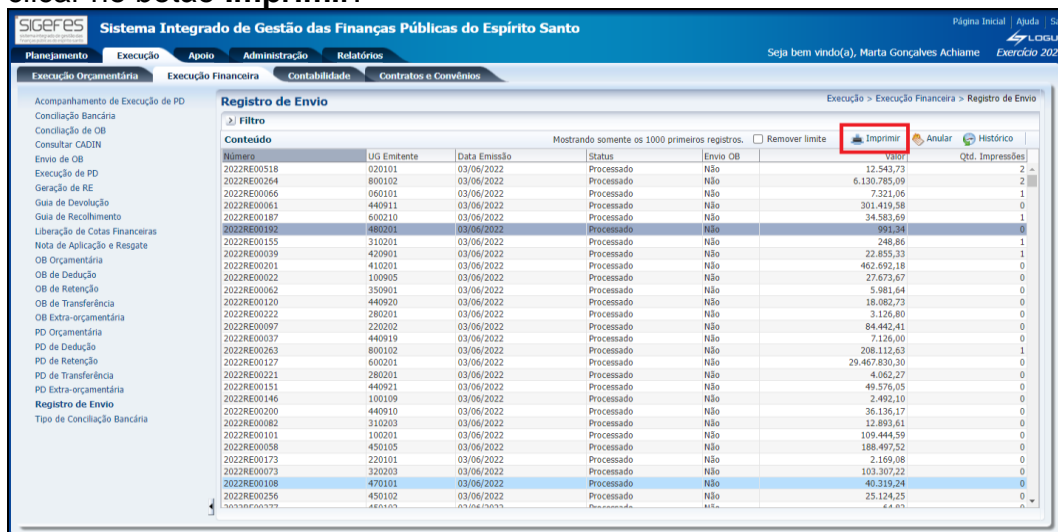 clicar no botão Imprimir:
SIGEFES Sistema Integrado de Gestão das Finanças Públicas do Espírito Santo
Página Inicial | Ajuda
Planejamento Execução Apoio Administração Relatórios
Seja bem vindo(a), Marta Gonçalves Achiame
Execução Orçamentária Execução Financeira Contabilidade Contratos e Convênios
Acompanhamento de Execução de PD
Conciliação Bancária
Conciliação de OB
Consultar CADIN
Envio de OB
Execução de PD
Geração de RE
Guia de Devolução
Guia de Recolhimento
Liberação de Cotas Financeiras
Nota de Aplicação e Resgate
OB Orçamentária
OB de Dedução
OB de Retenção
OB de Transferência
OB Extra-orçamentária
PD Orçamentária
PD de Dedução
PD de Retenção
PD de Transferência
PD Extra-orçamentária
Registro de Envio
Tipo de Conciliação Bancária
Registro de Envio
Execução > Execução Financeira > Registro de Envio
Filtro
Conteúdo Mostrando somente os 1000 primeiros registros. Remover limite Imprimir Anular Histórico
Número UG Emitente Data Emissão Status Envio OB Valor Qtd. Impressões
2022RE00518 020101 03/06/2022 Processado Não 12.543,73 2
2022RE00264 800102 03/06/2022 Processado Não 6.130.785,09 2
2022RE00066 060101 03/06/2022 Processado Não 7.321,06 1
2022RE00061 440911 03/06/2022 Processado Não 301.419,58 0
2022RE00187 600210 03/06/2022 Processado Não 34.583,69 1
2022RE00192 480201 03/06/2022 Processado Não 991,34 0
2022RE00155 310201 03/06/2022 Processado Não 248,86 1
2022RE00039 420901 03/06/2022 Processado Não 22.855,33 1
2022RE00201 410201 03/06/2022 Processado Não 462.692,18 0
2022RE00022 100905 03/06/2022 Processado Não 27.673,67 0
2022RE00062 350901 03/06/2022 Processado Não 5.981,64 0
2022RE00120 440920 03/06/2022 Processado Não 18.082,73 0
2022RE00222 280201 03/06/2022 Processado Não 3.126,80 0
2022RE00097 220202 03/06/2022 Processado Não 84.442,41 0
2022RE00037 440919 03/06/2022 Processado Não 7.126,00 0
2022RE00263 800102 03/06/2022 Processado Não 208.112,63 1
2022RE00127 600201 03/06/2022 Processado Não 29.467.830,30 0
2022RE00221 280201 03/06/2022 Processado Não 4.062,27 0
2022RE00151 440921 03/06/2022 Processado Não 49.576,05 0
2022RE00146 100109 03/06/2022 Processado Não 2.492,10 0
2022RE00200 440910 03/06/2022 Processado Não 36.136,17 0
2022RE00082 310203 03/06/2022 Processado Não 12.893,61 0
2022RE00101 100201 03/06/2022 Processado Não 109.444,59 0
2022RE00058 450105 03/06/2022 Processado Não 188.497,52 0
2022RE00173 220101 03/06/2022 Processado Não 2.169,08 0
2022RE00073 320203 03/06/2022 Processado Não 103.307,22 0
2022RE00108 470101 03/06/2022 Processado Não 40.319,24 0
2022RE00256 450102 03/06/2022 Processado Não 25.124,25 0